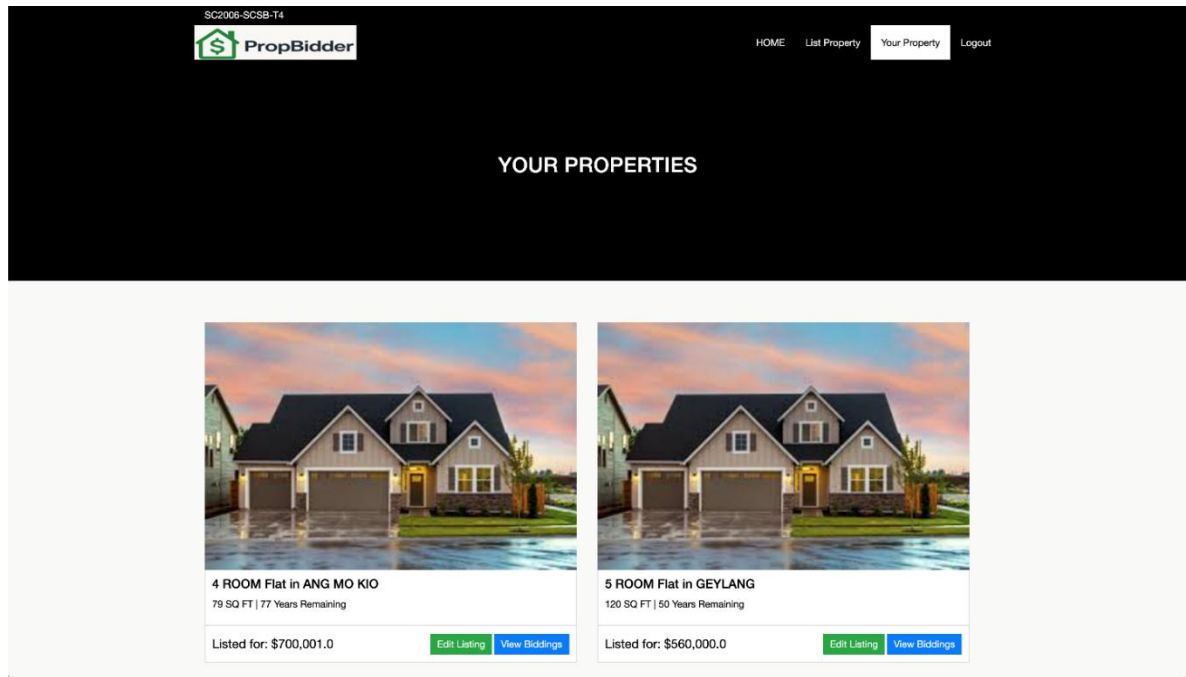 SC2006-SCSB-T4
PropBidder
HOME List Property Your Property Logout
YOUR PROPERTIES
4 ROOM Flat in ANG MO KIO
79 SQ FT | 77 Years Remaining
Listed for: $700,001.0 Edit Listing View Biddings
5 ROOM Flat in GEYLANG
120 SQ FT | 50 Years Remaining
Listed for: $560,000.0 Edit Listing View Biddings